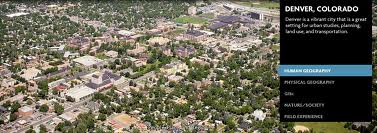 DENVER, COLORADO
Denver is a vibrant city that is a great
setting for urban studies, planning,
land use, and transportation.
HUMAN GEOGRAPHY
PHYSICAL GEOGRAPHY
GISc
NATURE/SOCIETY
FIELD EXPERIENCE